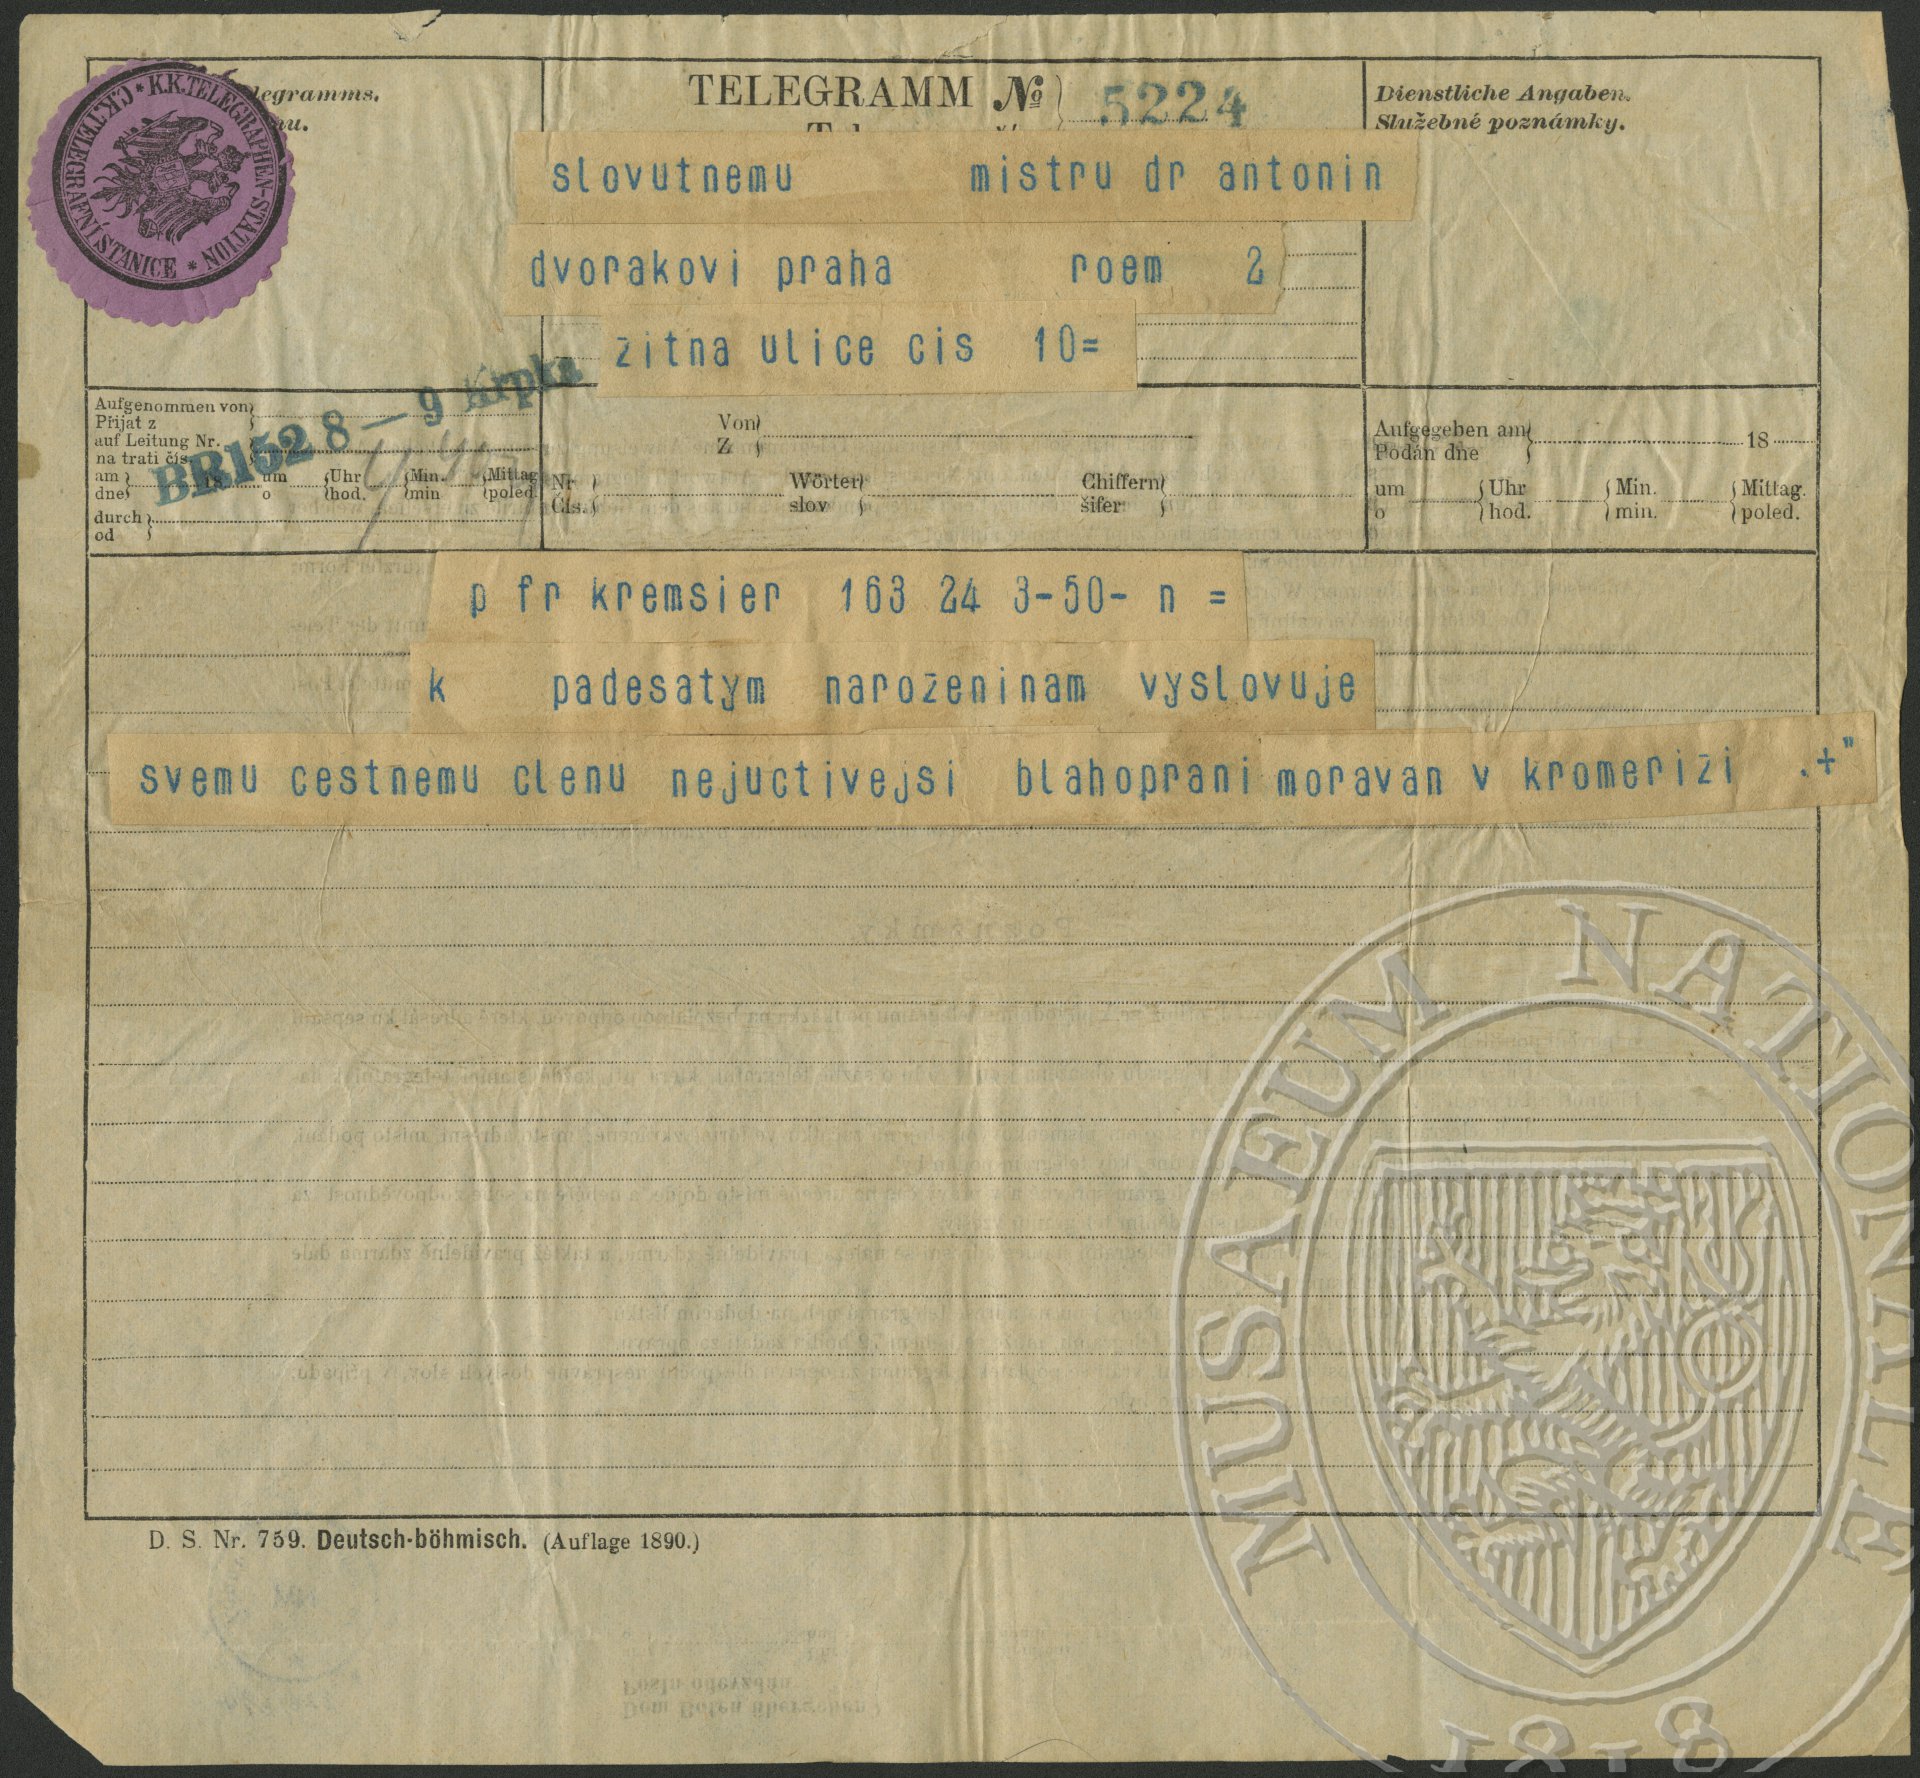 legramms.
nu.
* K.K.TELEGRAPHEN-STATION * C.K.TELEGRAFNÍ STANICE
TELEGRAMM № 5224
Dienstliche Angaben.
Služebné poznámky.
slovutnemu mistru dr antonin
dvorakovi praha roem 2
zitna ulice cis 10=
Aufgenommen von
Přijat z
auf Leitung Nr.
na trati čís.
BR152 8 — 9 Krpka
am 18 um Uhr Min. Mittag
dne o hod. min poled.
durch
od
Von
Z
Nr Wörter Chiffern
Čís. slov šifer
Aufgegeben am 18
Podán dne
um Uhr Min. Mittag.
o hod. min. poled.
p fr kremsier 163 24 3-50- n =
k padesatym narozeninam vyslovuje
svemu cestnemu clenu nejuctivejsi blahoprani moravan v kromerizi .+"
D. S. Nr. 759. Deutsch-böhmisch. (Auflage 1890.)
MUSAEUM NATIONALE
1818